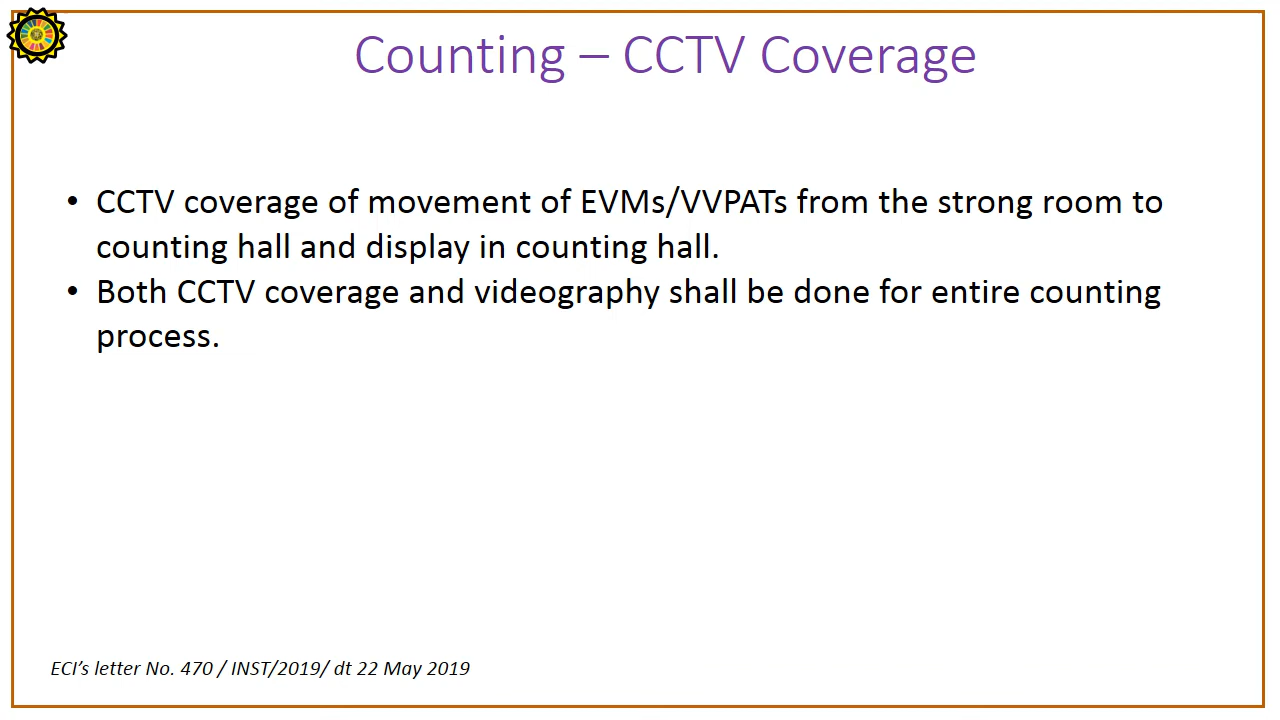 Counting – CCTV Coverage
• CCTV coverage of movement of EVMs/VVPATs from the strong room to
counting hall and display in counting hall.
• Both CCTV coverage and videography shall be done for entire counting
process.
ECI’s letter No. 470 / INST/2019/ dt 22 May 2019